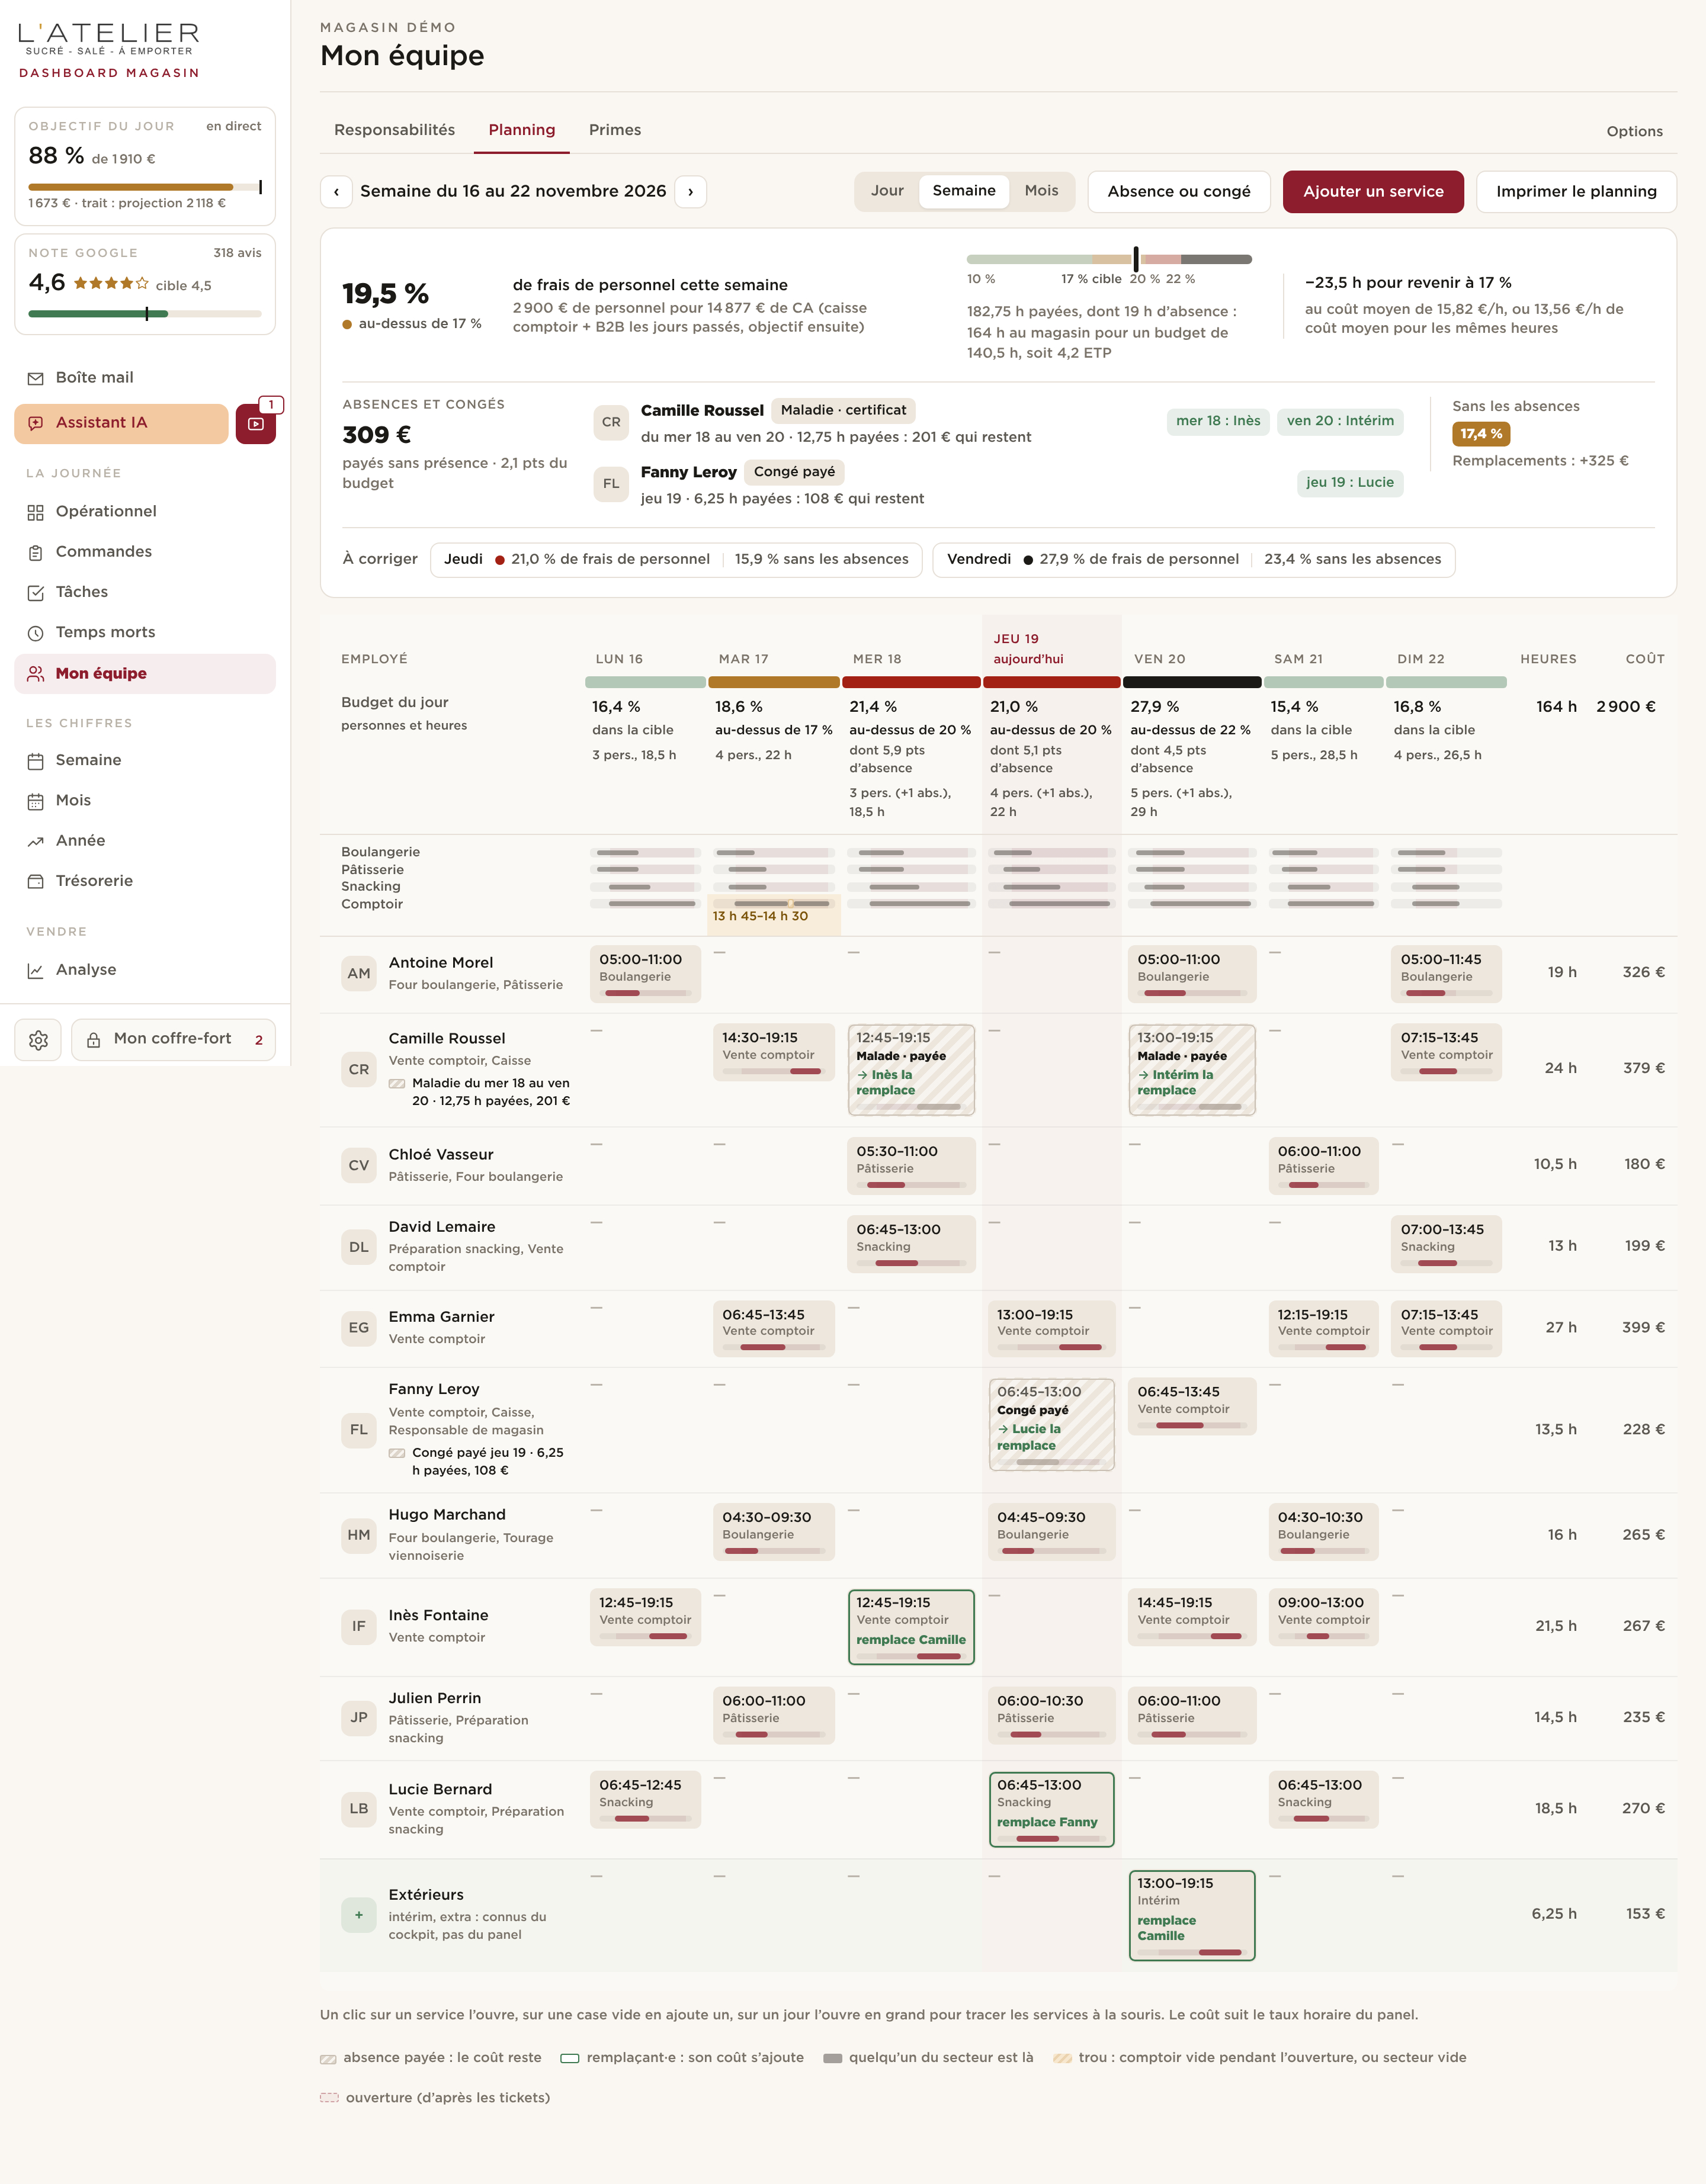 L'ATELIER
SUCRÉ - SALÉ - À EMPORTER
DASHBOARD MAGASIN
OBJECTIF DU JOUR en direct
88 % de 1 910 €
1 673 € · trait : projection 2 118 €
NOTE GOOGLE 318 avis
4,6 cible 4,5
Boîte mail
Assistant IA 1
LA JOURNÉE
Opérationnel
Commandes
Tâches
Temps morts
Mon équipe
LES CHIFFRES
Semaine
Mois
Année
Trésorerie
VENDRE
Analyse
Mon coffre-fort 2
MAGASIN DÉMO
Mon équipe
Responsabilités Planning Primes Options
‹ Semaine du 16 au 22 novembre 2026 › Jour Semaine Mois Absence ou congé Ajouter un service Imprimer le planning
19,5 %
au-dessus de 17 %
de frais de personnel cette semaine
2 900 € de personnel pour 14 877 € de CA (caisse
comptoir + B2B les jours passés, objectif ensuite)
10 % 17 % cible 20 % 22 %
182,75 h payées, dont 19 h d'absence :
164 h au magasin pour un budget de
140,5 h, soit 4,2 ETP
−23,5 h pour revenir à 17 %
au coût moyen de 15,82 €/h, ou 13,56 €/h de
coût moyen pour les mêmes heures
ABSENCES ET CONGÉS
309 €
payés sans présence · 2,1 pts du
budget
CR Camille Roussel Maladie · certificat
du mer 18 au ven 20 · 12,75 h payées : 201 € qui restent
mer 18 : Inès ven 20 : Intérim
FL Fanny Leroy Congé payé
jeu 19 · 6,25 h payées : 108 € qui restent
jeu 19 : Lucie
Sans les absences
17,4 %
Remplacements : +325 €
À corriger Jeudi 21,0 % de frais de personnel 15,9 % sans les absences Vendredi 27,9 % de frais de personnel 23,4 % sans les absences
EMPLOYÉ LUN 16 MAR 17 MER 18 JEU 19 aujourd'hui VEN 20 SAM 21 DIM 22 HEURES COÛT
Budget du jour
personnes et heures
16,4 %
dans la cible
3 pers., 18,5 h
18,6 %
au-dessus de 17 %
4 pers., 22 h
21,4 %
au-dessus de 20 %
dont 5,9 pts
d'absence
3 pers. (+1 abs.),
18,5 h
21,0 %
au-dessus de 20 %
dont 5,1 pts
d'absence
4 pers. (+1 abs.),
22 h
27,9 %
au-dessus de 22 %
dont 4,5 pts
d'absence
5 pers. (+1 abs.),
29 h
15,4 %
dans la cible
5 pers., 28,5 h
16,8 %
dans la cible
4 pers., 26,5 h
164 h 2 900 €
Boulangerie
Pâtisserie
Snacking
Comptoir
13 h 45–14 h 30
AM Antoine Morel
Four boulangerie, Pâtisserie
05:00–11:00
Boulangerie
—
—
—
05:00–11:00
Boulangerie
—
05:00–11:45
Boulangerie
19 h 326 €
CR Camille Roussel
Vente comptoir, Caisse
Maladie du mer 18 au ven
20 · 12,75 h payées, 201 €
—
14:30–19:15
Vente comptoir
12:45–19:15
Malade · payée
→ Inès la
remplace
—
13:00–19:15
Malade · payée
→ Intérim la
remplace
—
07:15–13:45
Vente comptoir
24 h 379 €
CV Chloé Vasseur
Pâtisserie, Four boulangerie
—
—
05:30–11:00
Pâtisserie
—
—
06:00–11:00
Pâtisserie
—
10,5 h 180 €
DL David Lemaire
Préparation snacking, Vente
comptoir
—
—
06:45–13:00
Snacking
—
—
—
07:00–13:45
Snacking
13 h 199 €
EG Emma Garnier
Vente comptoir
—
06:45–13:45
Vente comptoir
—
13:00–19:15
Vente comptoir
—
12:15–19:15
Vente comptoir
07:15–13:45
Vente comptoir
27 h 399 €
FL Fanny Leroy
Vente comptoir, Caisse,
Responsable de magasin
Congé payé jeu 19 · 6,25
h payées, 108 €
—
—
—
06:45–13:00
Congé payé
→ Lucie la
remplace
06:45–13:45
Vente comptoir
—
—
13,5 h 228 €
HM Hugo Marchand
Four boulangerie, Tourage
viennoiserie
—
04:30–09:30
Boulangerie
—
04:45–09:30
Boulangerie
—
04:30–10:30
Boulangerie
—
16 h 265 €
IF Inès Fontaine
Vente comptoir
12:45–19:15
Vente comptoir
—
12:45–19:15
Vente comptoir
remplace Camille
—
14:45–19:15
Vente comptoir
09:00–13:00
Vente comptoir
—
21,5 h 267 €
JP Julien Perrin
Pâtisserie, Préparation
snacking
—
06:00–11:00
Pâtisserie
—
06:00–10:30
Pâtisserie
06:00–11:00
Pâtisserie
—
—
14,5 h 235 €
LB Lucie Bernard
Vente comptoir, Préparation
snacking
06:45–12:45
Snacking
—
—
06:45–13:00
Snacking
remplace Fanny
—
06:45–13:00
Snacking
—
18,5 h 270 €
+ Extérieurs
intérim, extra : connus du
cockpit, pas du panel
—
—
—
—
13:00–19:15
Intérim
remplace
Camille
—
—
6,25 h 153 €
Un clic sur un service l'ouvre, sur une case vide en ajoute un, sur un jour l'ouvre en grand pour tracer les services à la souris. Le coût suit le taux horaire du panel.
absence payée : le coût reste remplaçant·e : son coût s'ajoute quelqu'un du secteur est là trou : comptoir vide pendant l'ouverture, ou secteur vide
ouverture (d'après les tickets)